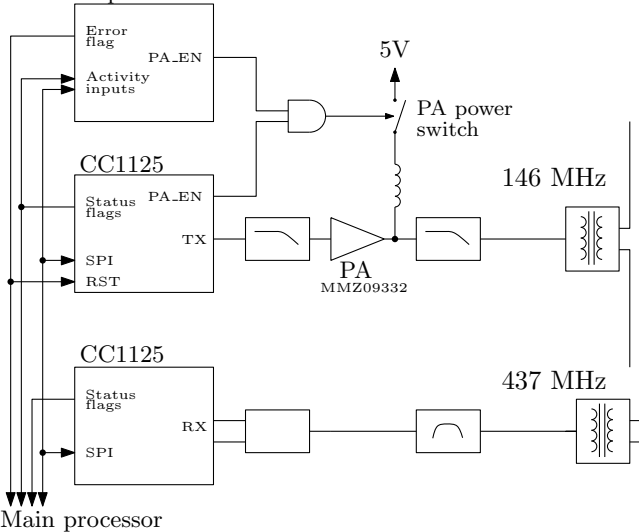 Error
flag
PA_EN
Activity
inputs
5V
PA power
switch
CC1125
PA_EN
Status
flags
TX
SPI
RST
PA
MMZ09332
146 MHz
CC1125
Status
flags
RX
SPI
437 MHz
Main processor